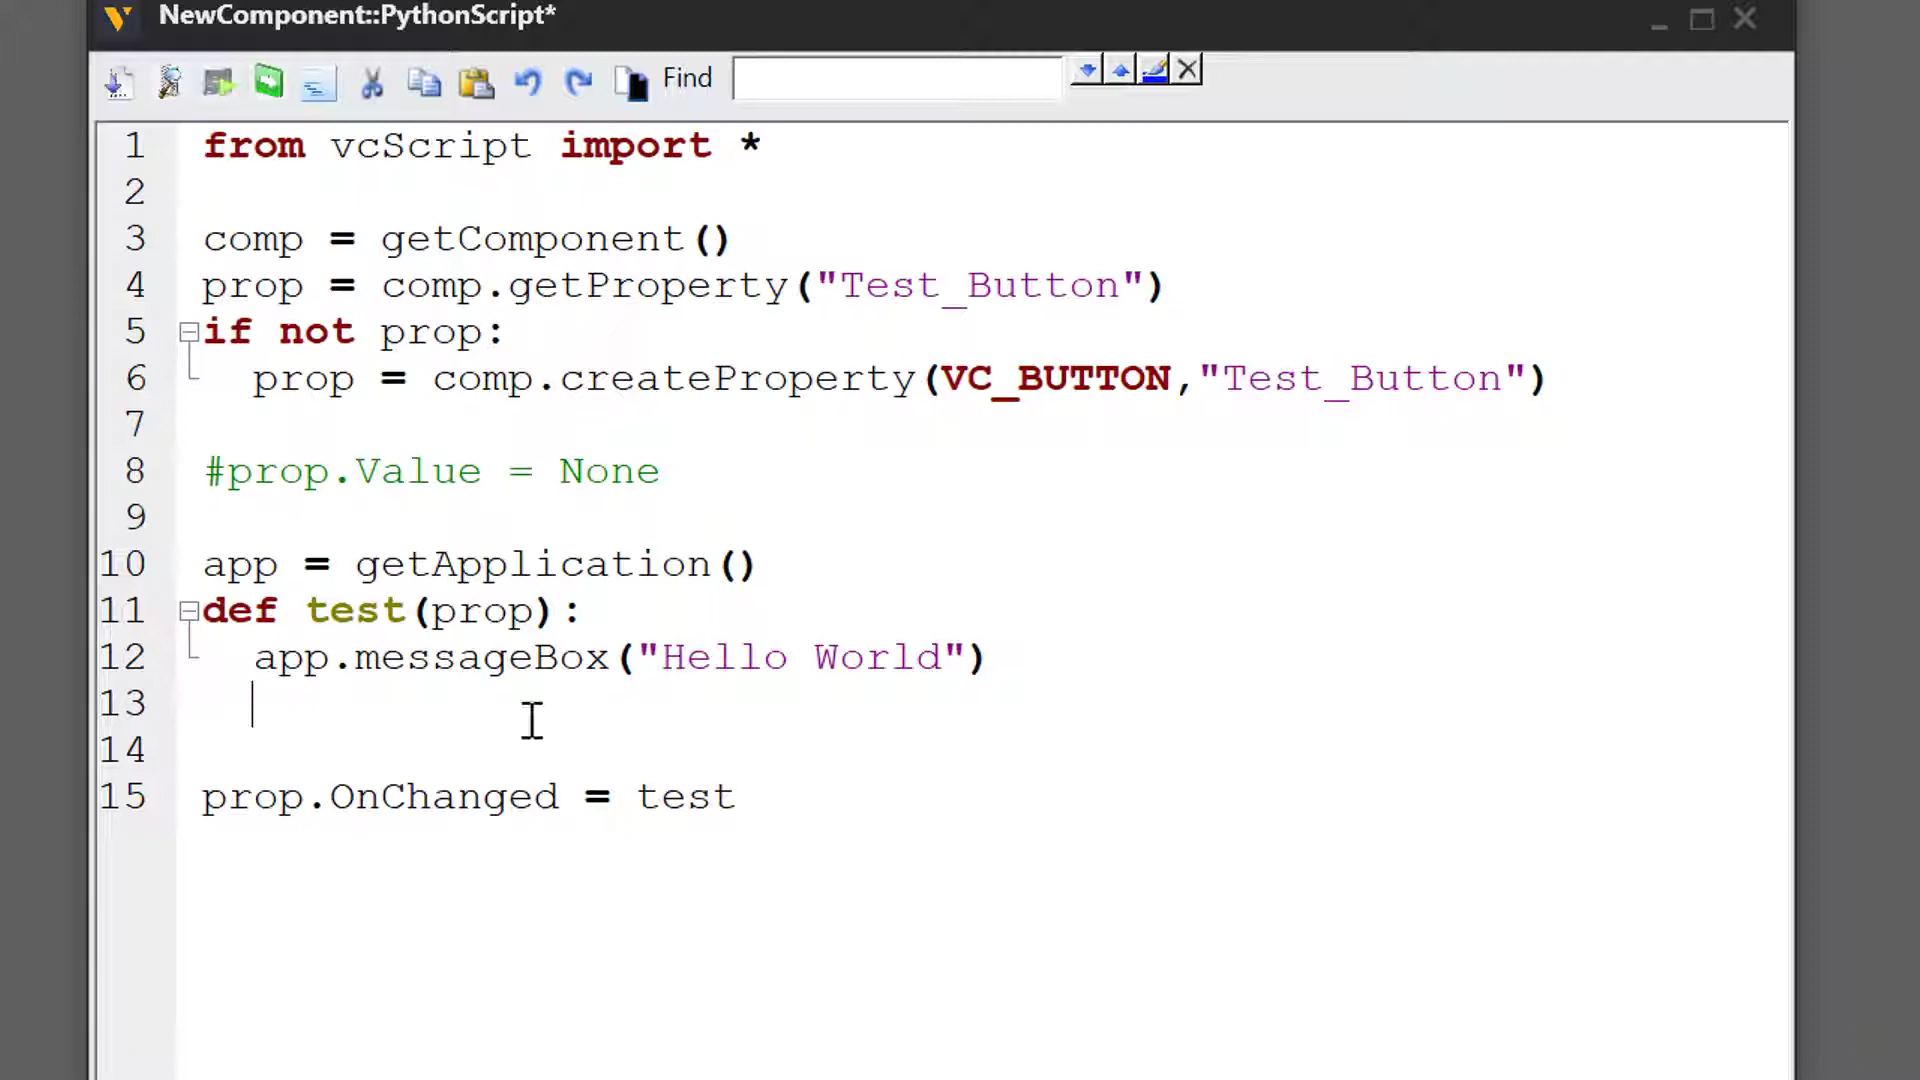 NewComponent::PythonScript*
Find
1 from vcScript import *
2
3 comp = getComponent()
4 prop = comp.getProperty("Test_Button")
5 if not prop:
6   prop = comp.createProperty(VC_BUTTON,"Test_Button")
7
8 #prop.Value = None
9
10 app = getApplication()
11 def test(prop):
12   app.messageBox("Hello World")
13
14
15 prop.OnChanged = test